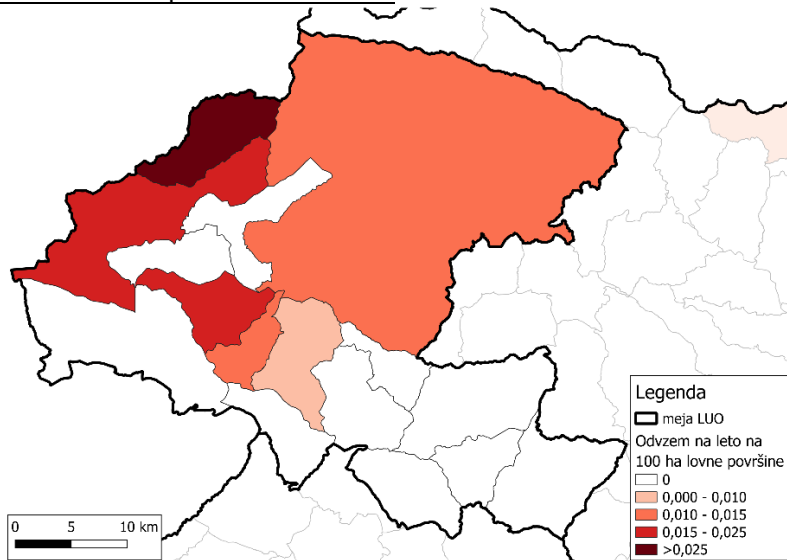 Legenda
meja LUO
Odvzem na leto na
100 ha lovne površine
0
0,000 - 0,010
0,010 - 0,015
0,015 - 0,025
>0,025
0 5 10 km